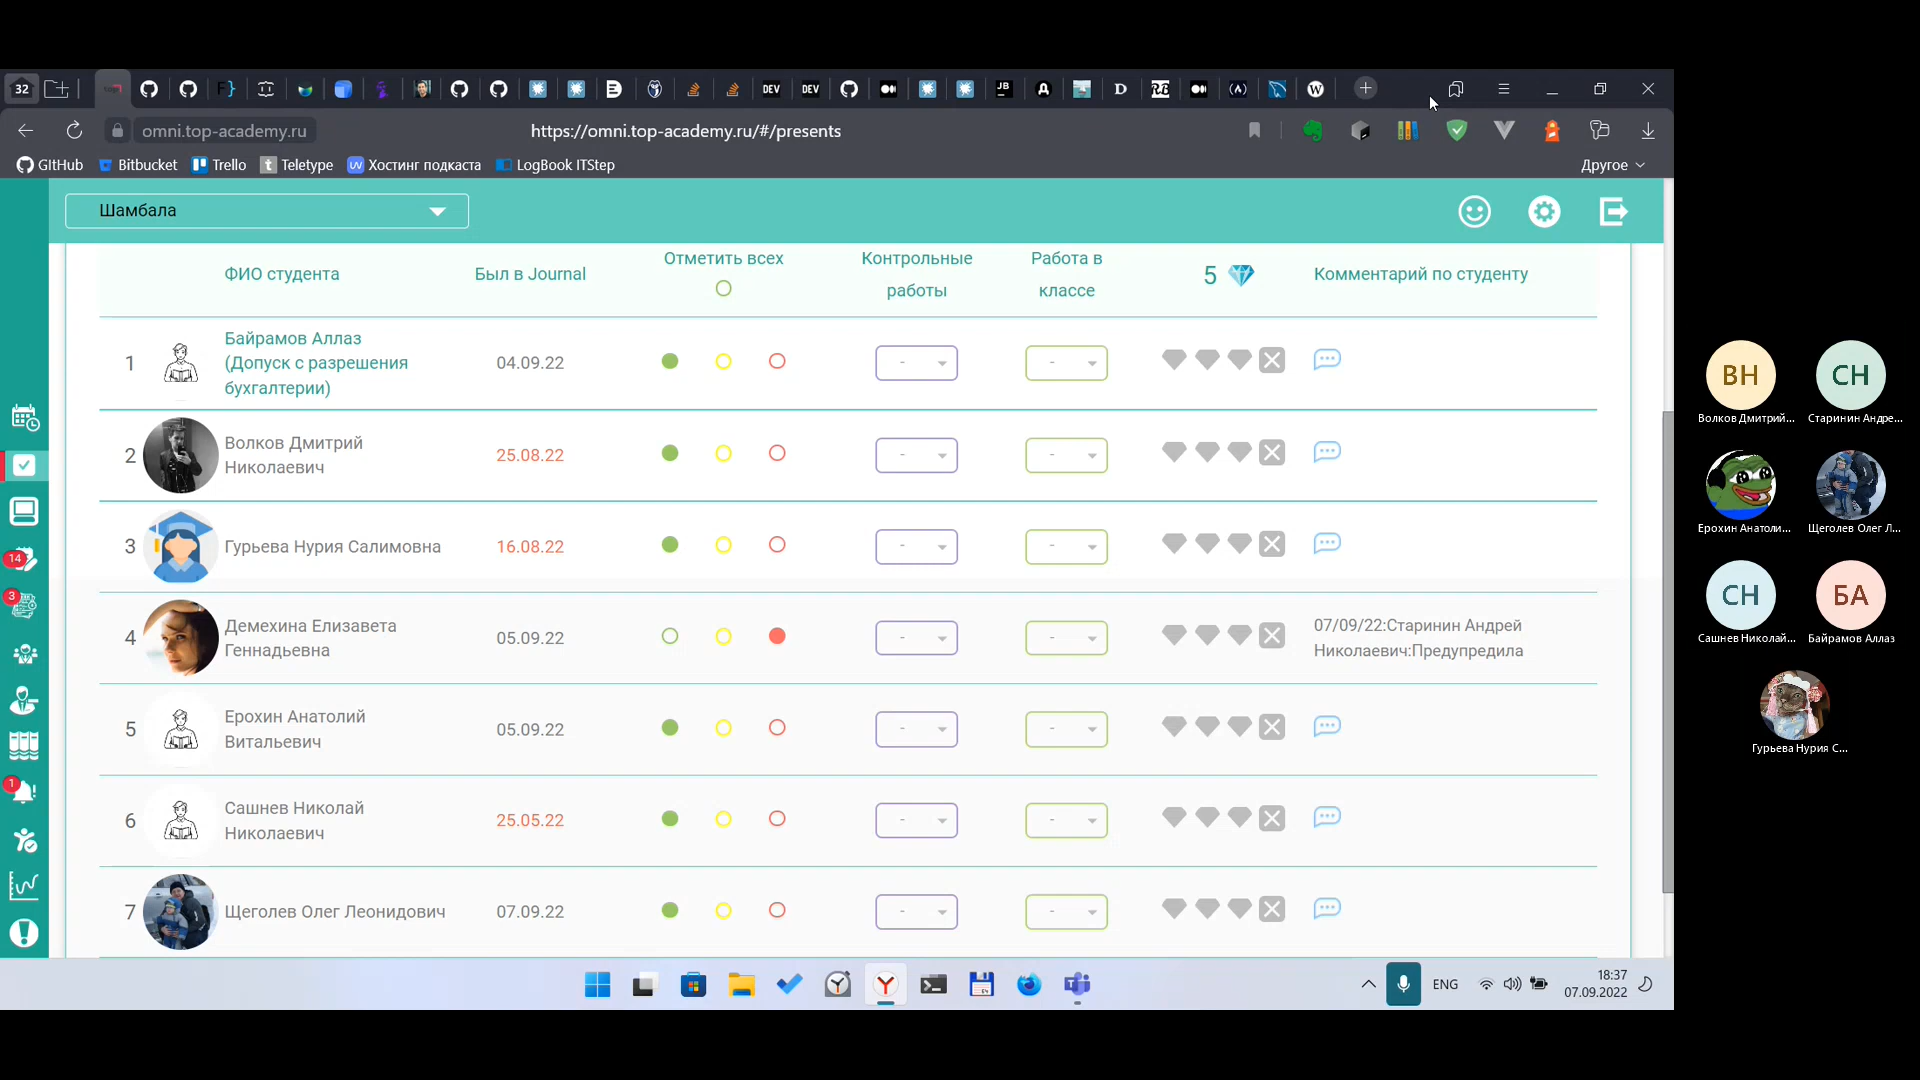 32
DEV
DEV
JB
D
W
omni.top-academy.ru
https://omni.top-academy.ru/#/presents
GitHub
Bitbucket
Trello
Teletype
Хостинг подкаста
LogBook ITStep
Другое
Шамбала
ФИО студента
Был в Journal
Отметить всех
Контрольные
работы
Работа в
классе
5
Комментарий по студенту
1
Байрамов Аллаз
(Допуск с разрешения
бухгалтерии)
04.09.22
-
-
2
Волков Дмитрий
Николаевич
25.08.22
-
-
3
Гурьева Нурия Салимовна
16.08.22
-
-
4
Демехина Елизавета
Геннадьевна
05.09.22
-
-
07/09/22:Старинин Андрей
Николаевич:Предупредила
5
Ерохин Анатолий
Витальевич
05.09.22
-
-
6
Сашнев Николай
Николаевич
25.05.22
-
-
7
Щеголев Олег Леонидович
07.09.22
-
-
14
3
1
ENG
18:37
07.09.2022
ВН
СН
Волков Дмитрий...
Старинин Андре...
Ерохин Анатоли...
Щеголев Олег Л...
СН
БА
Сашнев Николай...
Байрамов Аллаз
Гурьева Нурия С...